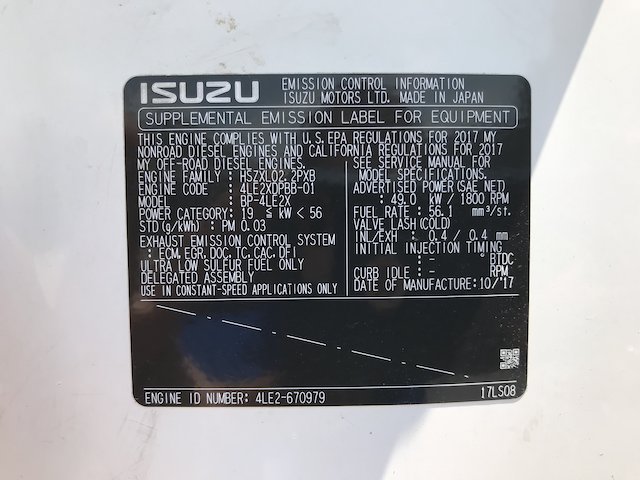 ISUZU
EMISSION CONTROL INFORMATION
ISUZU MOTORS LTD. MADE IN JAPAN
SUPPLEMENTAL EMISSION LABEL FOR EQUIPMENT
THIS ENGINE COMPLIES WITH U.S. EPA REGULATIONS FOR 2017 MY
NONROAD DIESEL ENGINES AND CALIFORNIA REGULATIONS FOR 2017
MY OFF-ROAD DIESEL ENGINES.
ENGINE FAMILY : HSZXL02.2PXB
ENGINE CODE : 4LE2XDPBB-01
MODEL : BP-4LE2X
POWER CATEGORY: 19 ≦ kW < 56
STD (g/kWh) : PM 0.03
EXHAUST EMISSION CONTROL SYSTEM
: ECM, EGR, DOC, TC, CAC, DFI
ULTRA LOW SULFUR FUEL ONLY
DELEGATED ASSEMBLY
USE IN CONSTANT-SPEED APPLICATIONS ONLY
SEE SERVICE MANUAL FOR
MODEL SPECIFICATIONS.
ADVERTISED POWER (SAE NET)
: 49.0 kW / 1800 RPM
FUEL RATE : 56.1 mm³/st.
VALVE LASH (COLD)
IN/EXH : 0.4 / 0.4 mm
INITIAL INJECTION TIMING
: - BTDC
CURB IDLE : - RPM
DATE OF MANUFACTURE: 10/'17
ENGINE ID NUMBER: 4LE2-670979
17LS08